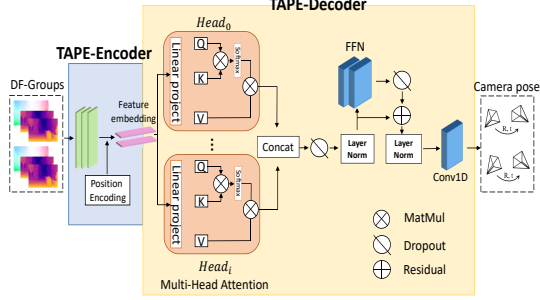 TAPE-Decoder
TAPE-Encoder
DF-Groups
Feature
embedding
Position
Encoding
Head0
Linear project
Q
K
V
Softmax
...
Linear project
Q
K
V
Softmax
Headi
Multi-Head Attention
Concat
FFN
Layer
Norm
Layer
Norm
Conv1D
Camera pose
R, t
R, t
MatMul
Dropout
Residual